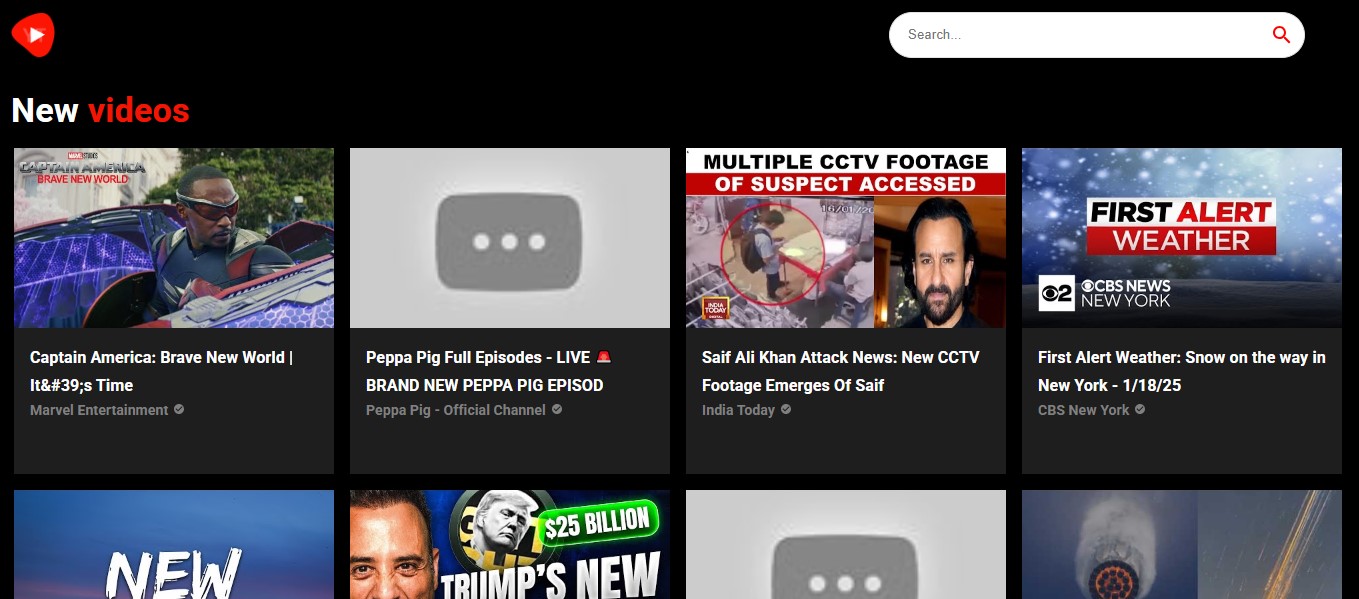 Search...
New videos
MARVEL STUDIOS
CAPTAIN AMERICA
BRAVE NEW WORLD
MULTIPLE CCTV FOOTAGE
OF SUSPECT ACCESSED
16/01/20
INDIA
TODAY
FIRST ALERT
WEATHER
2 CBS NEWS
NEW YORK
Captain America: Brave New World |
It&#39;s Time
Marvel Entertainment
Peppa Pig Full Episodes - LIVE 🚨
BRAND NEW PEPPA PIG EPISOD
Peppa Pig - Official Channel
Saif Ali Khan Attack News: New CCTV
Footage Emerges Of Saif
India Today
First Alert Weather: Snow on the way in
New York - 1/18/25
CBS New York
NEW
$25 BILLION
TRUMP'S NEW